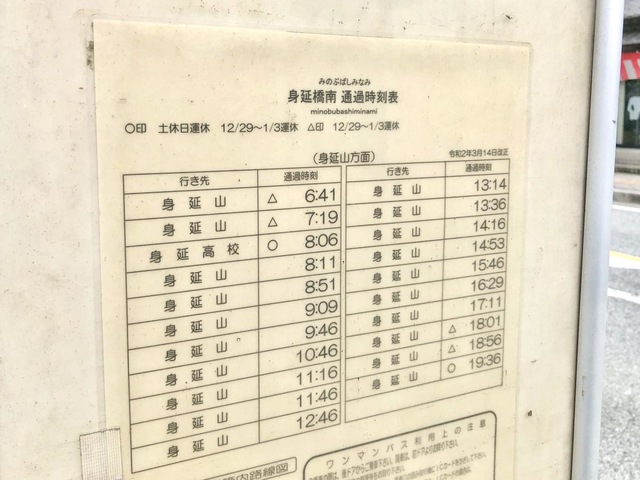 みのぶばしみなみ
身延橋南 通過時刻表
minobubashiminami
○印 土休日運休 12/29~1/3運休 △印 12/29~1/3運休
(身延山方面)
令和2年3月14日改正
行き先 通過時刻
身延山 △ 6:41
身延山 △ 7:19
身延高校 ○ 8:06
身延山 8:11
身延山 8:51
身延山 9:09
身延山 9:46
身延山 10:46
身延山 11:16
身延山 11:46
身延山 12:46
行き先 通過時刻
身延山 13:14
身延山 13:36
身延山 14:16
身延山 14:53
身延山 15:46
身延山 16:29
身延山 17:11
身延山 △ 18:01
身延山 △ 18:56
身延山 ○ 19:36
内路線図
ワンマンバス利用上の注意